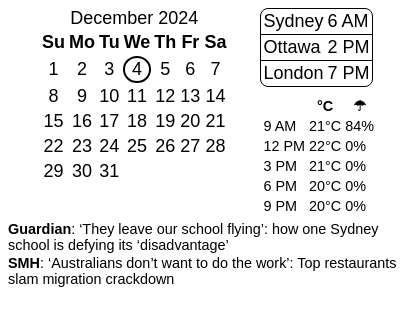 December 2024
Su Mo Tu We Th Fr Sa
1 2 3 4 5 6 7
8 9 10 11 12 13 14
15 16 17 18 19 20 21
22 23 24 25 26 27 28
29 30 31
Sydney 6 AM
Ottawa 2 PM
London 7 PM
°C ☂
9 AM 21°C 84%
12 PM 22°C 0%
3 PM 21°C 0%
6 PM 20°C 0%
9 PM 20°C 0%
Guardian: ‘They leave our school flying’: how one Sydney
school is defying its ‘disadvantage’
SMH: ‘Australians don’t want to do the work’: Top restaurants
slam migration crackdown